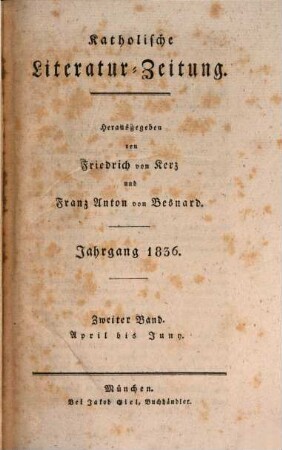 Katholische
Literatur-Zeitung.
Herausgegeben
von
Friedrich von Kerz
und
Franz Anton von Besnard.
Jahrgang 1836.
Zweiter Band.
April bis Juny.
München.
Bei Jakob Giel, Buchhändler.